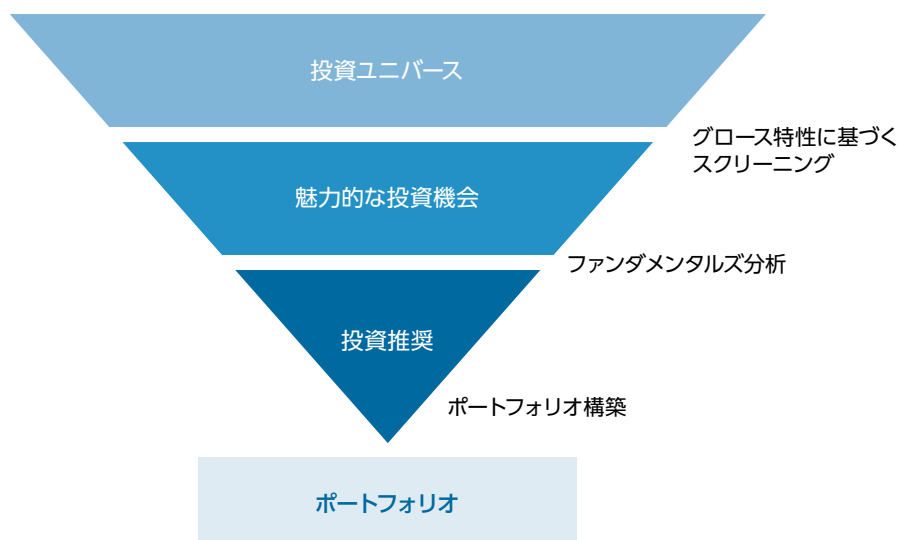 投資ユニバース
グロース特性に基づく
スクリーニング
魅力的な投資機会
ファンダメンタルズ分析
投資推奨
ポートフォリオ構築
ポートフォリオ